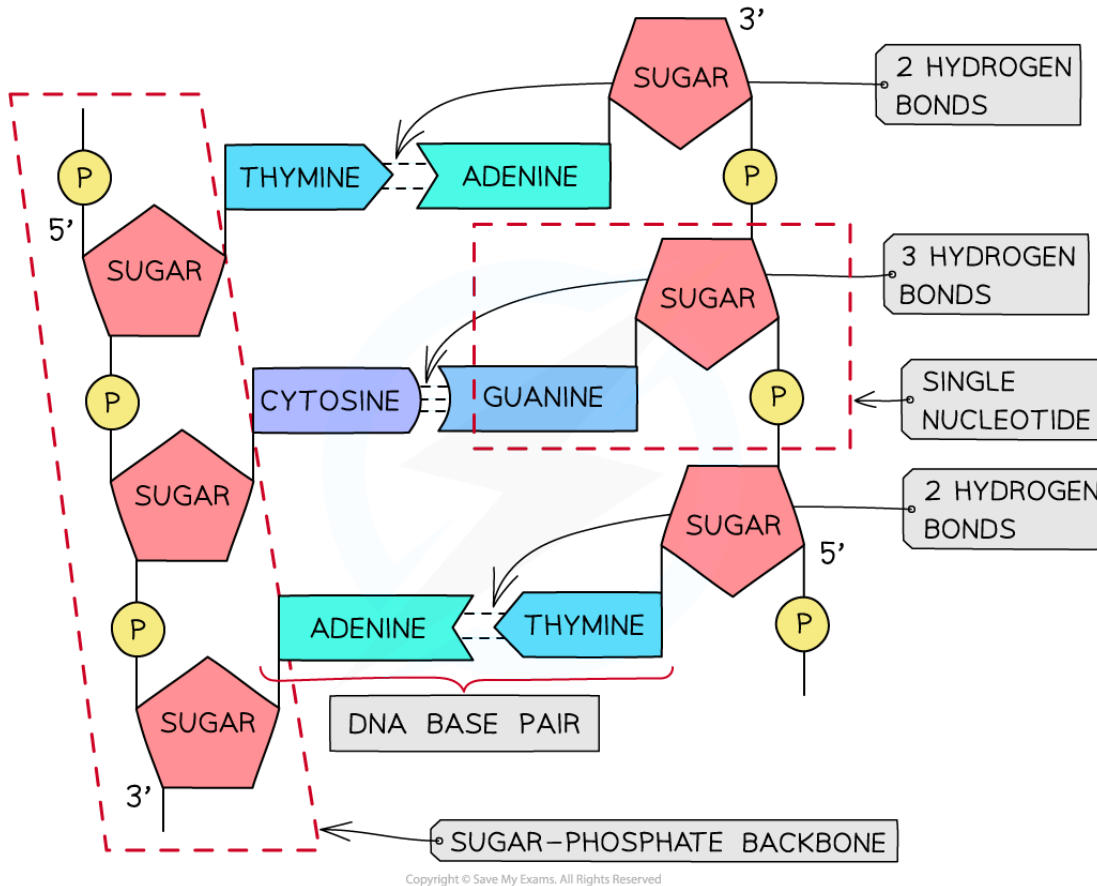 3’
SUGAR
2 HYDROGEN
BONDS
P
THYMINE
ADENINE
P
5’
SUGAR
SUGAR
3 HYDROGEN
BONDS
P
CYTOSINE
GUANINE
P
SINGLE
NUCLEOTIDE
SUGAR
SUGAR
2 HYDROGEN
BONDS
5’
P
ADENINE
THYMINE
P
SUGAR
DNA BASE PAIR
3’
SUGAR–PHOSPHATE BACKBONE
Copyright © Save My Exams. All Rights Reserved